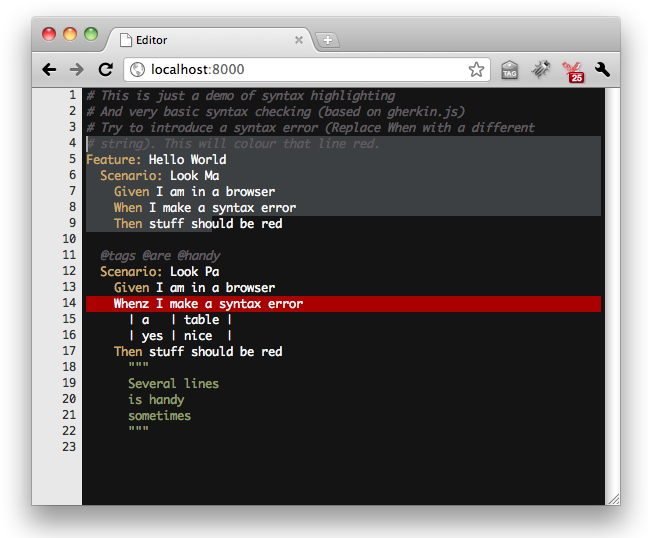 Editor
localhost:8000
TAG
25
1 # This is just a demo of syntax highlighting
2 # And very basic syntax checking (based on gherkin.js)
3 # Try to introduce a syntax error (Replace When with a different
4 # string). This will colour that line red.
5 Feature: Hello World
6 Scenario: Look Ma
7 Given I am in a browser
8 When I make a syntax error
9 Then stuff should be red
10
11 @tags @are @handy
12 Scenario: Look Pa
13 Given I am in a browser
14 Whenz I make a syntax error
15 | a | table |
16 | yes | nice |
17 Then stuff should be red
18 """
19 Several lines
20 is handy
21 sometimes
22 """
23